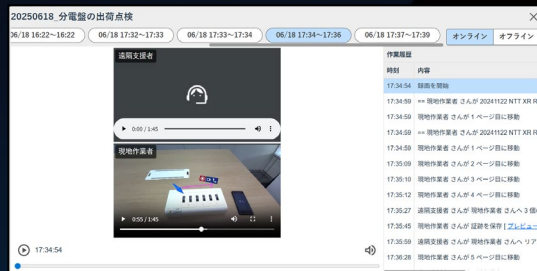 20250618_分電盤の出荷点検
06/18 16:22～16:22
06/18 17:32～17:33
06/18 17:33～17:34
06/18 17:34～17:36
06/18 17:37～17:39
オンライン
オフライン
遠隔支援者
0:00 / 1:45
現地作業者
0:55 / 1:45
17:34:54
作業履歴
時刻 内容
17:34:54 録画を開始
17:34:59 == 現地作業者 さんが 20241122 NTT XR R
17:34:59 現地作業者 さんが 1 ページ目に移動
17:34:59 == 現地作業者 さんが 20241122 NTT XR R
17:34:59 現地作業者 さんが 1 ページ目に移動
17:35:09 現地作業者 さんが 2 ページ目に移動
17:35:10 現地作業者 さんが 3 ページ目に移動
17:35:12 現地作業者 さんが 4 ページ目に移動
17:35:27 遠隔支援者 さんが 現地作業者 さんへ 3 個
17:35:45 現地作業者 さんが 証跡を保存 [ プレビュー
17:35:59 遠隔支援者 さんが 現地作業者 さんへ リア
17:36:28 現地作業者 さんが 5 ページ目に移動